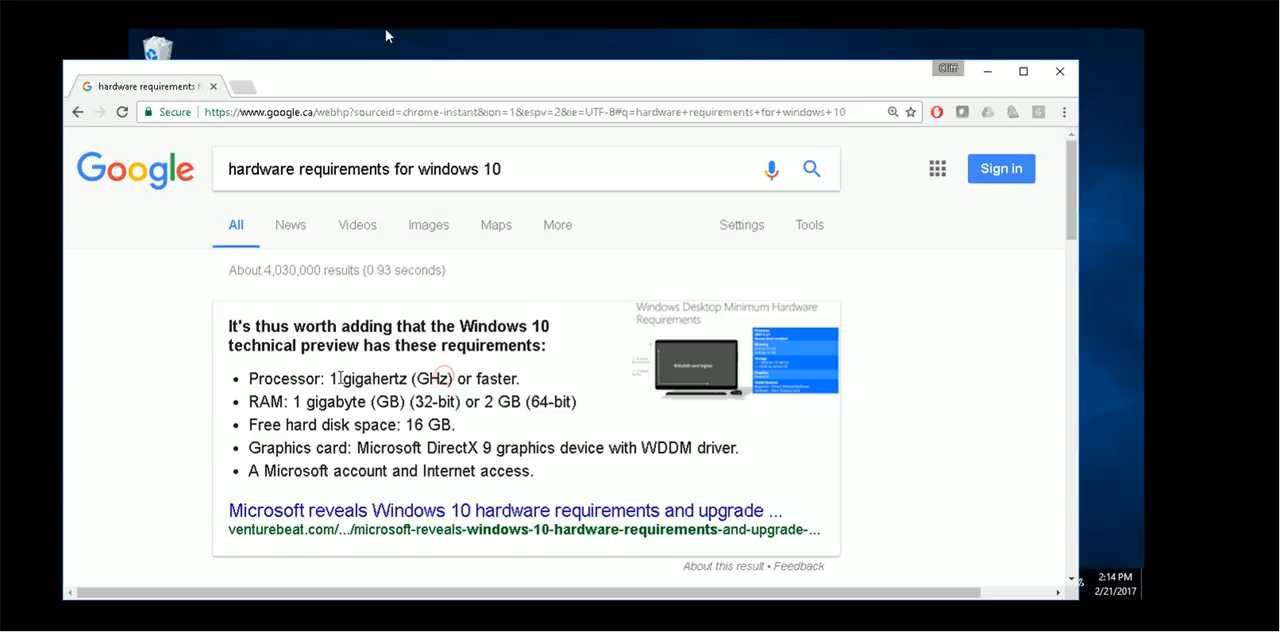 Cliff
hardware requirements f
Secure https://www.google.ca/webhp?sourceid=chrome-instant&ion=1&espv=2&ie=UTF-8#q=hardware+requirements+for+windows+10
Google
hardware requirements for windows 10
Sign in
All News Videos Images Maps More Settings Tools
About 4,030,000 results (0.93 seconds)
It's thus worth adding that the Windows 10
technical preview has these requirements:
Windows Desktop Minimum Hardware
Requirements
• Processor: 1 gigahertz (GHz) or faster.
• RAM: 1 gigabyte (GB) (32-bit) or 2 GB (64-bit)
• Free hard disk space: 16 GB.
• Graphics card: Microsoft DirectX 9 graphics device with WDDM driver.
• A Microsoft account and Internet access.
Microsoft reveals Windows 10 hardware requirements and upgrade ...
venturebeat.com/.../microsoft-reveals-windows-10-hardware-requirements-and-upgrade-...
About this result • Feedback
2:14 PM
2/21/2017